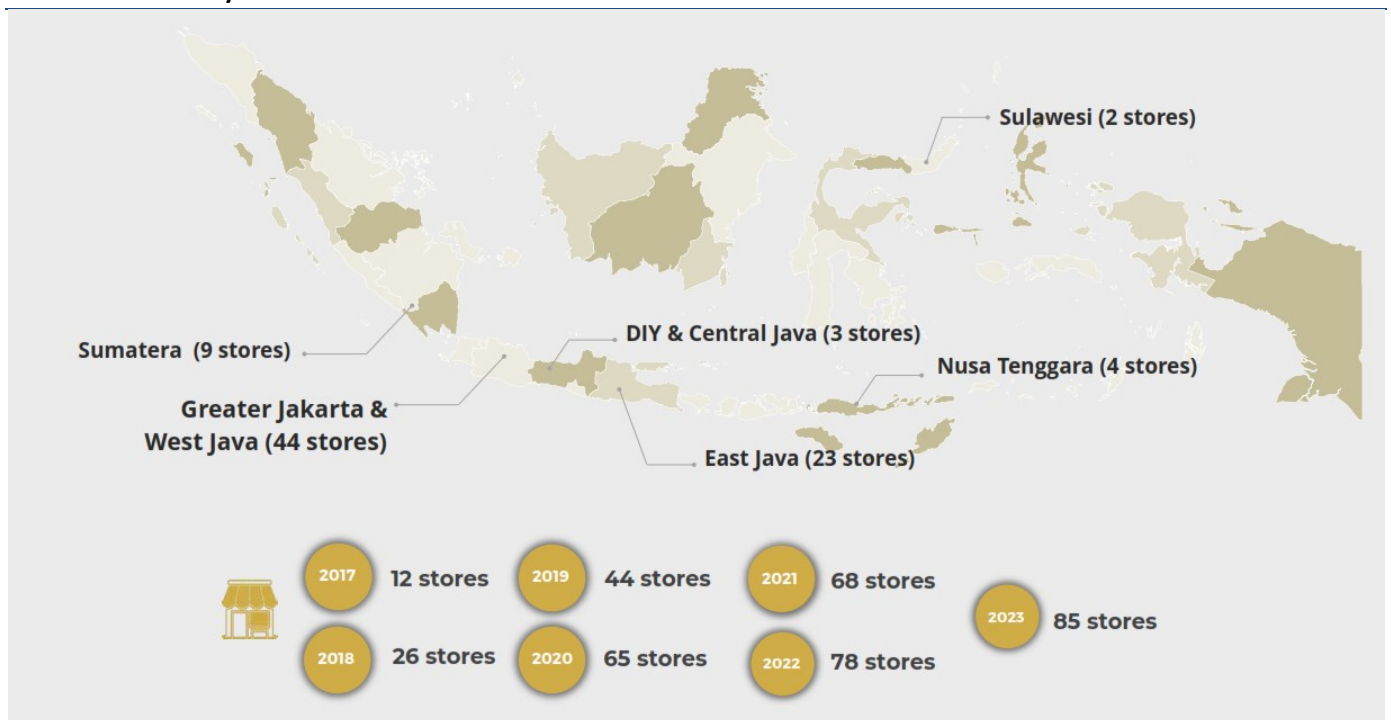 Sulawesi (2 stores)
DIY & Central Java (3 stores)
Sumatera (9 stores)
Nusa Tenggara (4 stores)
Greater Jakarta &
West Java (44 stores)
East Java (23 stores)
2017 12 stores
2018 26 stores
2019 44 stores
2020 65 stores
2021 68 stores
2022 78 stores
2023 85 stores